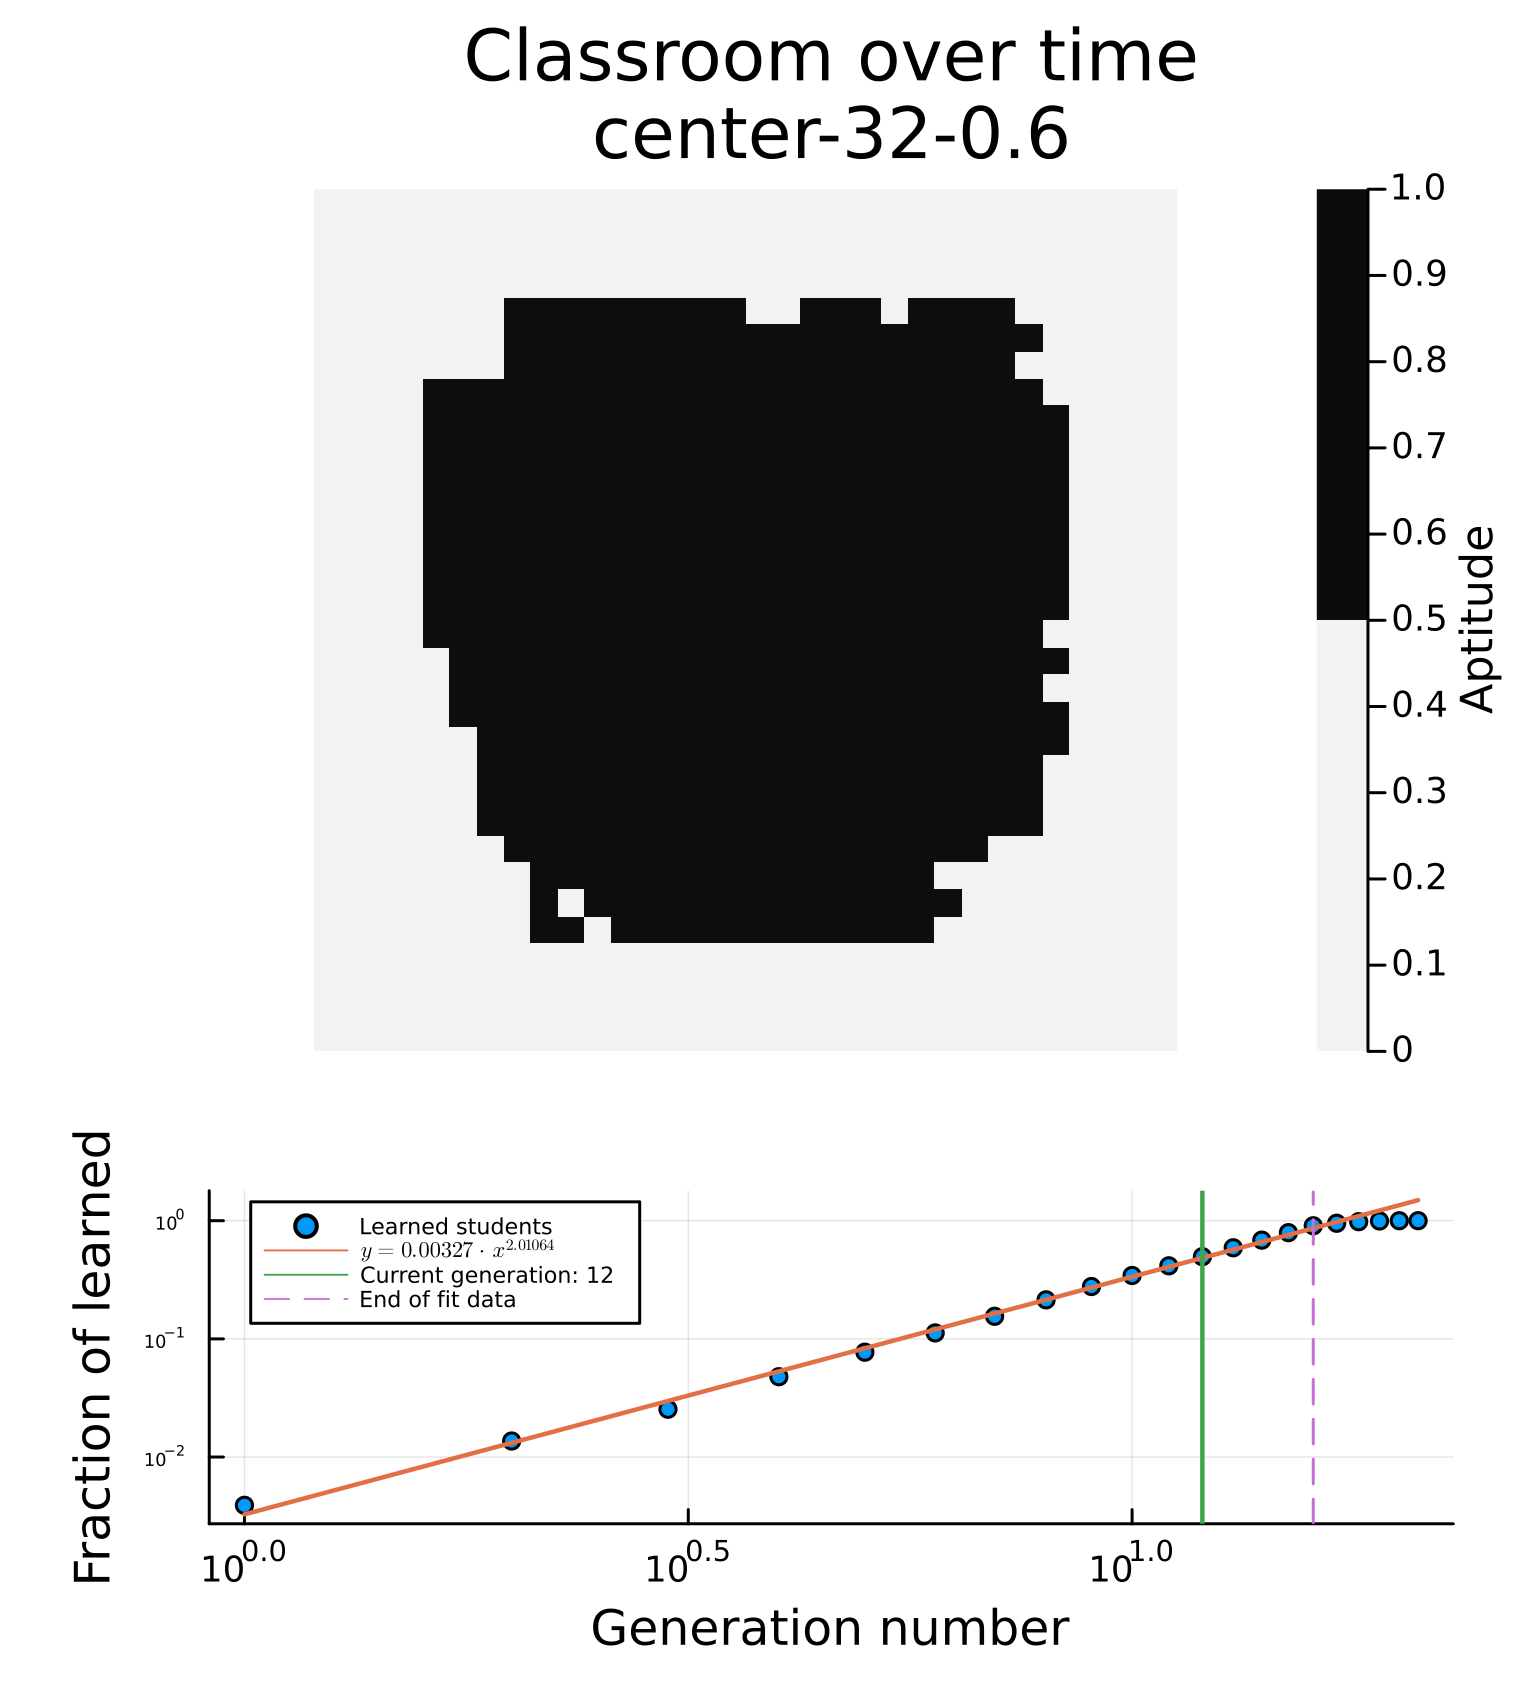 Classroom over time
center-32-0.6
1.0
0.9
0.8
0.7
0.6
0.5
0.4
0.3
0.2
0.1
0
Aptitude
Fraction of learned
10⁰
10⁻¹
10⁻²
Learned students
y = 0.00327 · x^2.01064
Current generation: 12
End of fit data
10^0.0
10^0.5
10^1.0
Generation number